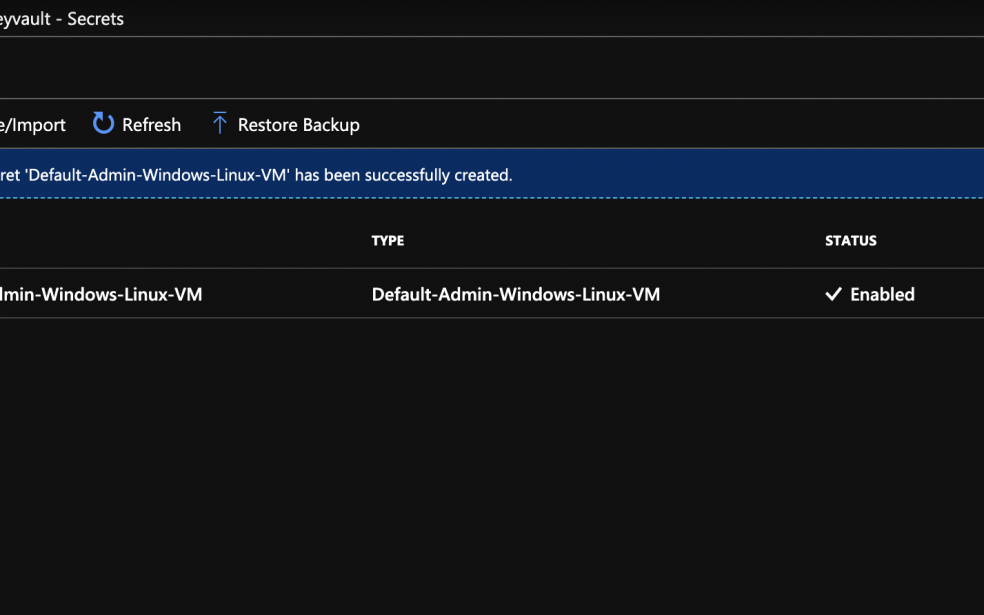 eyvault - Secrets
e/Import Refresh Restore Backup
ret 'Default-Admin-Windows-Linux-VM' has been successfully created.
TYPE STATUS
dmin-Windows-Linux-VM Default-Admin-Windows-Linux-VM Enabled